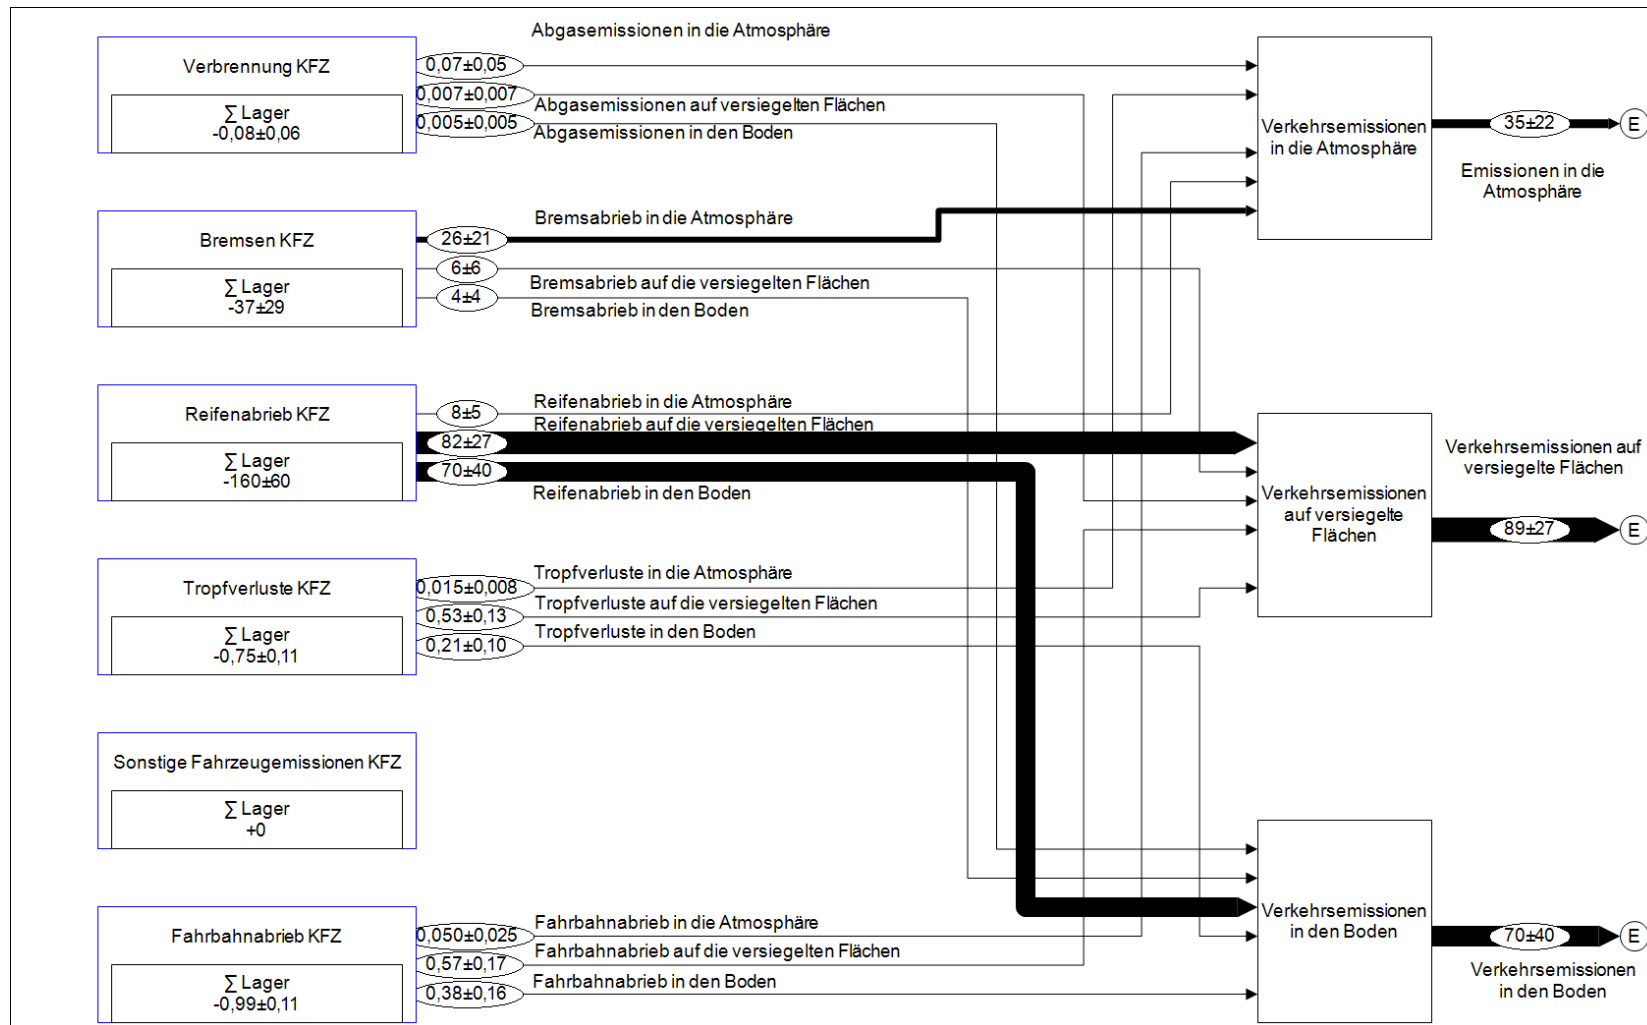 Abgasemissionen in die Atmosphäre
Verbrennung KFZ
0,07±0,05
0,007±0,007
Abgasemissionen auf versiegelten Flächen
0,005±0,005
Abgasemissionen in den Boden
∑ Lager
-0,08±0,06
Verkehrsemissionen
in die Atmosphäre
35±22
E
Emissionen in die
Atmosphäre
Bremsabrieb in die Atmosphäre
Bremsen KFZ
26±21
6±6
Bremsabrieb auf die versiegelten Flächen
4±4
Bremsabrieb in den Boden
∑ Lager
-37±29
Reifenabrieb KFZ
8±5
Reifenabrieb in die Atmosphäre
Reifenabrieb auf die versiegelten Flächen
82±27
70±40
Reifenabrieb in den Boden
∑ Lager
-160±60
Verkehrsemissionen auf
versiegelte Flächen
Verkehrsemissionen
auf versiegelte
Flächen
89±27
E
Tropfverluste KFZ
0,015±0,008
Tropfverluste in die Atmosphäre
0,53±0,13
Tropfverluste auf die versiegelten Flächen
0,21±0,10
Tropfverluste in den Boden
∑ Lager
-0,75±0,11
Sonstige Fahrzeugemissionen KFZ
∑ Lager
+0
Fahrbahnabrieb KFZ
0,050±0,025
Fahrbahnabrieb in die Atmosphäre
0,57±0,17
Fahrbahnabrieb auf die versiegelten Flächen
0,38±0,16
Fahrbahnabrieb in den Boden
∑ Lager
-0,99±0,11
Verkehrsemissionen
in den Boden
70±40
E
Verkehrsemissionen
in den Boden